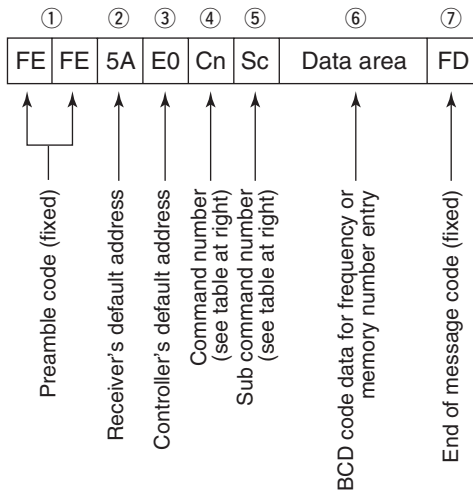 ① ② ③ ④ ⑤ ⑥ ⑦
FE FE 5A E0 Cn Sc Data area FD
Preamble code (fixed)
Receiver's default address
Controller's default address
Command number
(see table at right)
Sub command number
(see table at right)
BCD code data for frequency or
memory number entry
End of message code (fixed)